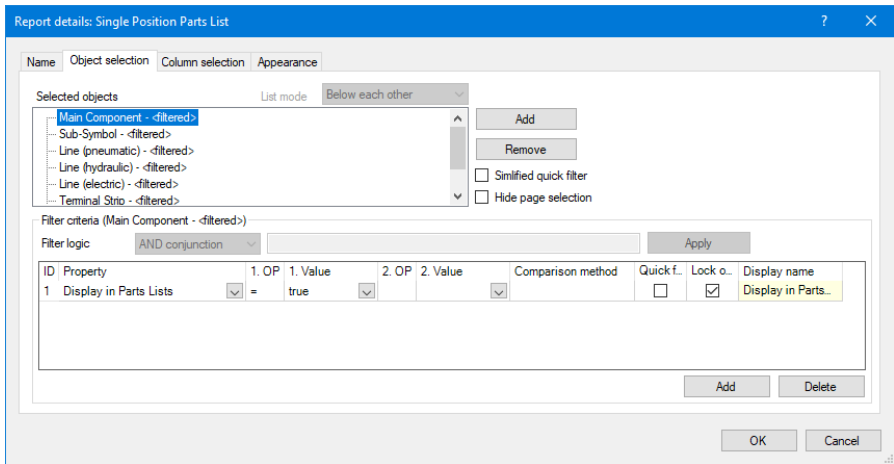 Report details: Single Position Parts List
Name Object selection Column selection Appearance
Selected objects List mode Below each other
Main Component - <filtered>
Sub-Symbol - <filtered>
Line (pneumatic) - <filtered>
Line (hydraulic) - <filtered>
Line (electric) - <filtered>
Terminal Strip - <filtered>
Add
Remove
Simlified quick filter
Hide page selection
Filter criteria (Main Component - <filtered>)
Filter logic AND conjunction Apply
ID Property 1. OP 1. Value 2. OP 2. Value Comparison method Quick f... Lock o... Display name
1 Display in Parts Lists = true Display in Parts...
Add Delete
OK Cancel